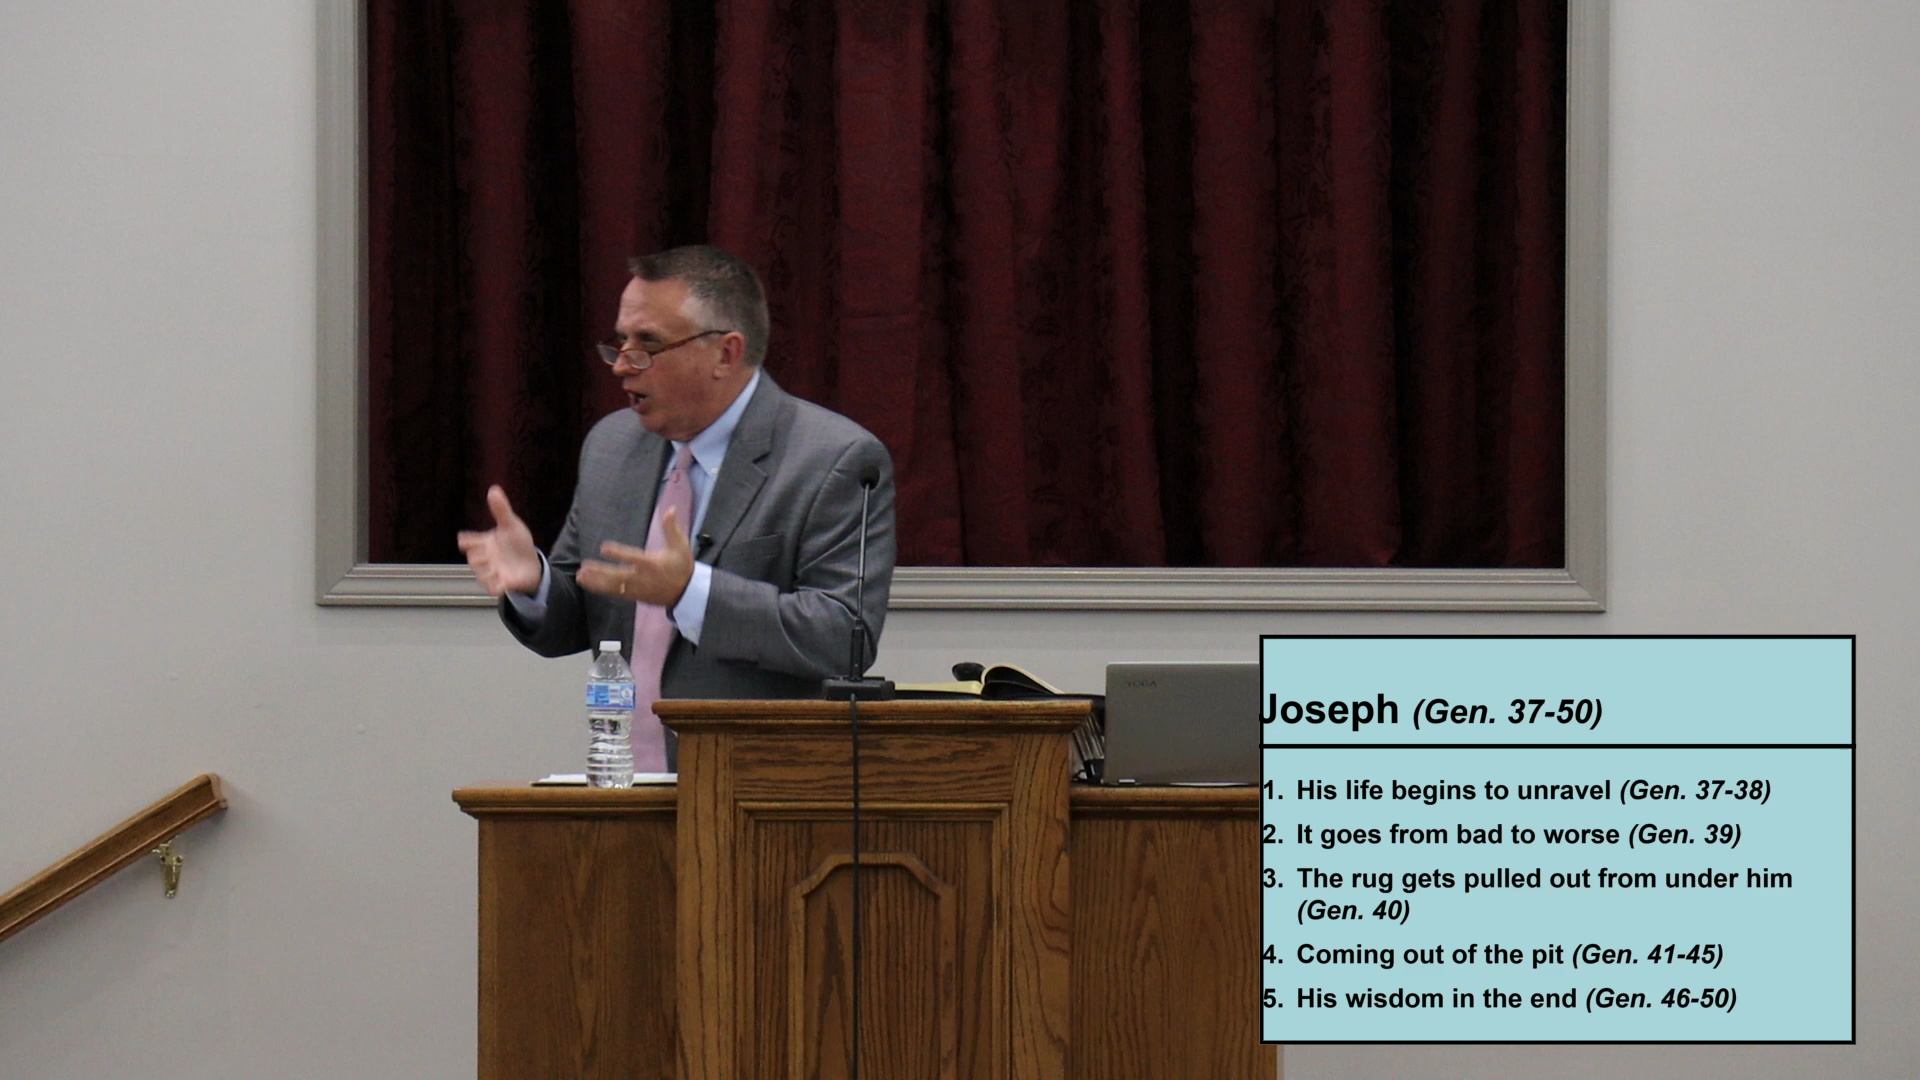 YOGA
Joseph (Gen. 37-50)
1. His life begins to unravel (Gen. 37-38)
2. It goes from bad to worse (Gen. 39)
3. The rug gets pulled out from under him
(Gen. 40)
4. Coming out of the pit (Gen. 41-45)
5. His wisdom in the end (Gen. 46-50)